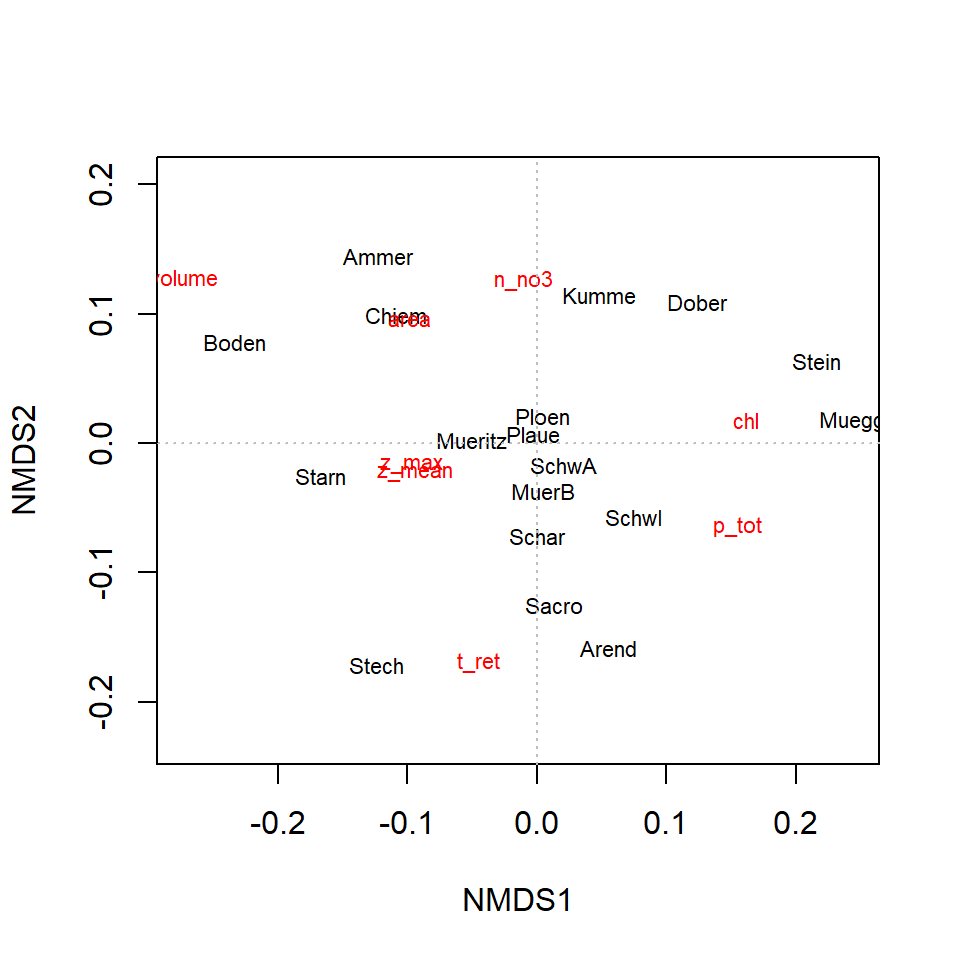 0.2
0.1
0.0
-0.1
-0.2
NMDS2
Ammer
volume
n_no3
Kumme
Dober
Chiem
area
Boden
Stein
Ploen
chl
Muegg
Plaue
Mueritz
z_max
z_mean
SchwA
Starn
MuerB
Schwl
p_tot
Schar
Sacro
Arend
t_ret
Stech
-0.2
-0.1
0.0
0.1
0.2
NMDS1